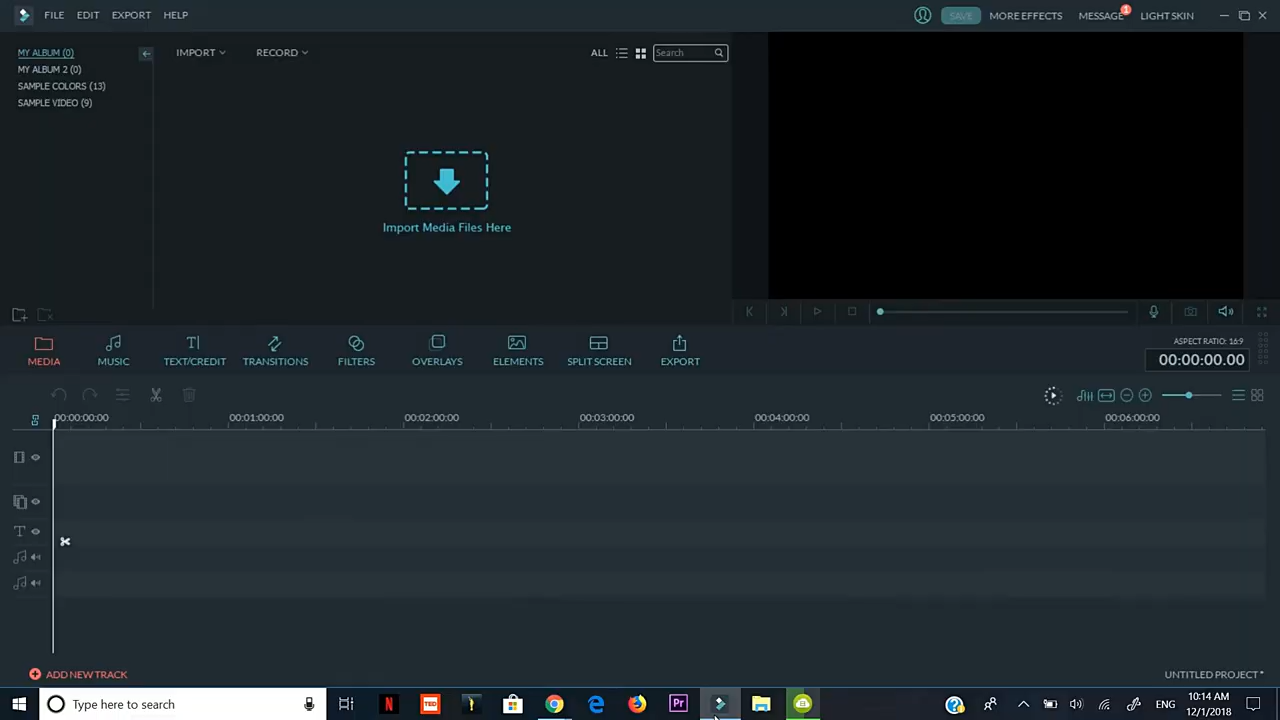 FILE EDIT EXPORT HELP SAVE MORE EFFECTS MESSAGE 1 LIGHT SKIN
MY ALBUM (0) IMPORT RECORD ALL Search
MY ALBUM 2 (0)
SAMPLE COLORS (13)
SAMPLE VIDEO (9)
Import Media Files Here
MEDIA MUSIC TEXT/CREDIT TRANSITIONS FILTERS OVERLAYS ELEMENTS SPLIT SCREEN EXPORT
ASPECT RATIO: 16:9
00:00:00.00
00:00:00:00 00:01:00:00 00:02:00:00 00:03:00:00 00:04:00:00 00:05:00:00 00:06:00:00
ADD NEW TRACK UNTITLED PROJECT*
Type here to search N TED Pr ENG 10:14 AM
12/1/2018